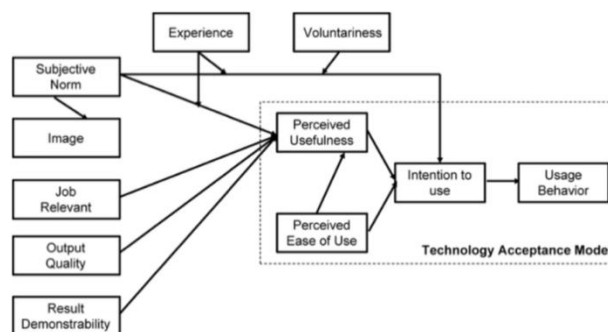 Experience
Voluntariness
Subjective
Norm
Image
Perceived
Usefulness
Job
Relevant
Intention to
use
Usage
Behavior
Output
Quality
Perceived
Ease of Use
Technology Acceptance Mode
Result
Demonstrability